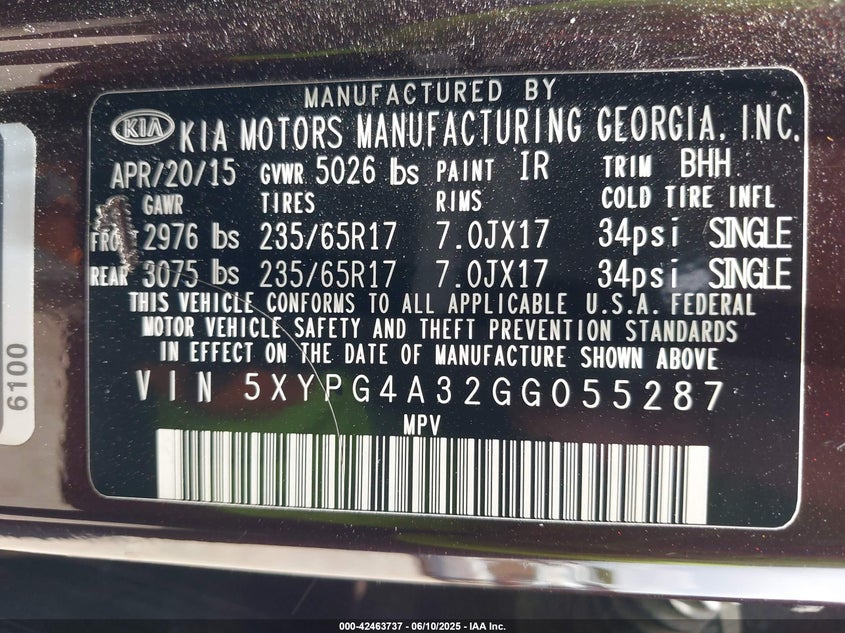 MANUFACTURED BY
KIA KIA MOTORS MANUFACTURING GEORGIA, INC.
APR/20/15 GVWR 5026 lbs PAINT IR TRIM BHH
GAWR TIRES RIMS COLD TIRE INFL
FRONT 2976 lbs 235/65R17 7.0JX17 34psi SINGLE
REAR 3075 lbs 235/65R17 7.0JX17 34psi SINGLE
THIS VEHICLE CONFORMS TO ALL APPLICABLE U.S.A. FEDERAL
MOTOR VEHICLE SAFETY AND THEFT PREVENTION STANDARDS
IN EFFECT ON THE DATE OF MANUFACTURE SHOWN ABOVE
VIN 5XYPG4A32GG055287
MPV
6100
000-42463737 - 06/10/2025 - IAA Inc.